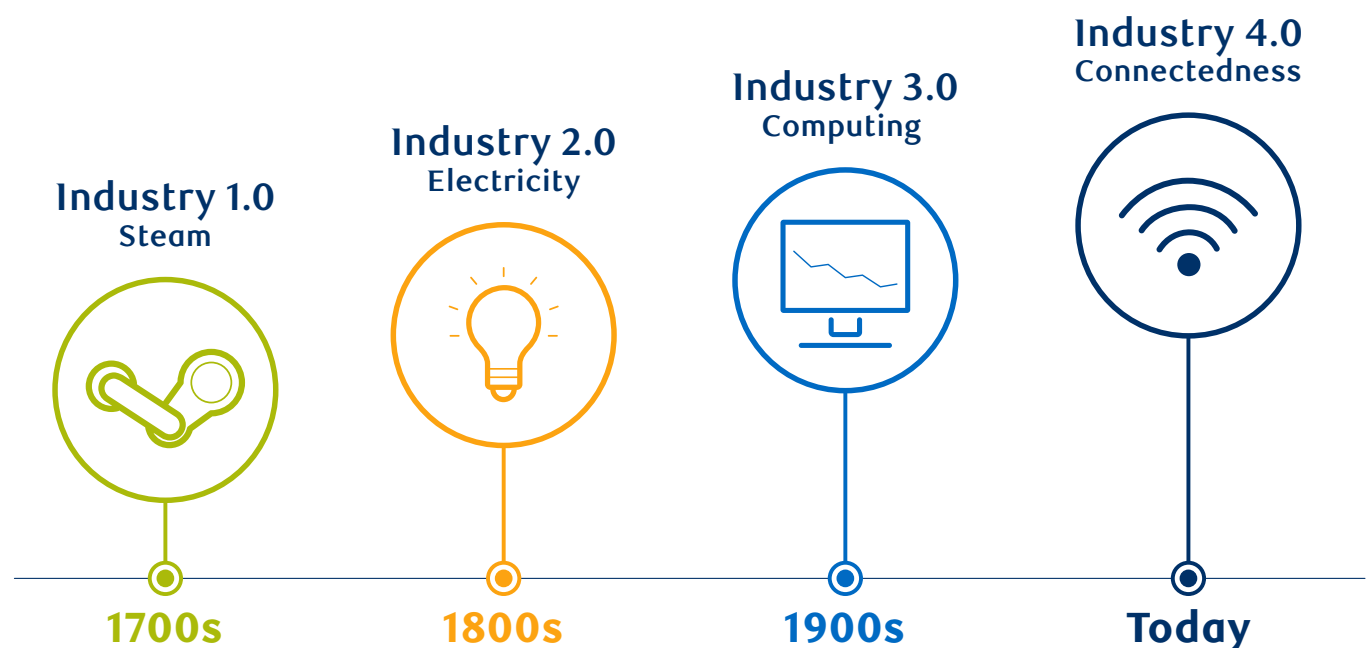 Industry 1.0
Steam
Industry 2.0
Electricity
Industry 3.0
Computing
Industry 4.0
Connectedness
1700s
1800s
1900s
Today